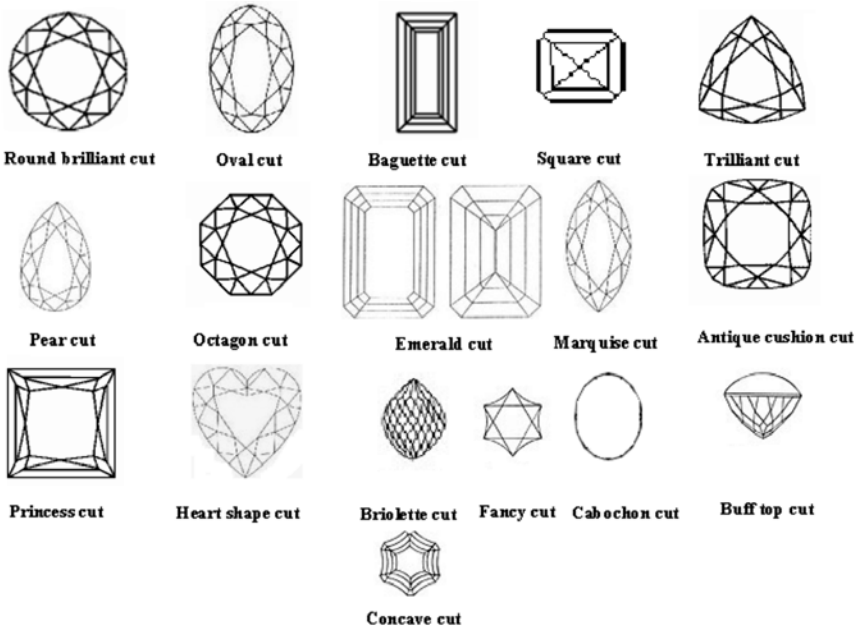 Round brilliant cut
Oval cut
Baguette cut
Square cut
Trilliant cut
Pear cut
Octagon cut
Emerald cut
Marquise cut
Antique cushion cut
Princess cut
Heart shape cut
Briolette cut
Fancy cut
Cabochon cut
Buff top cut
Concave cut